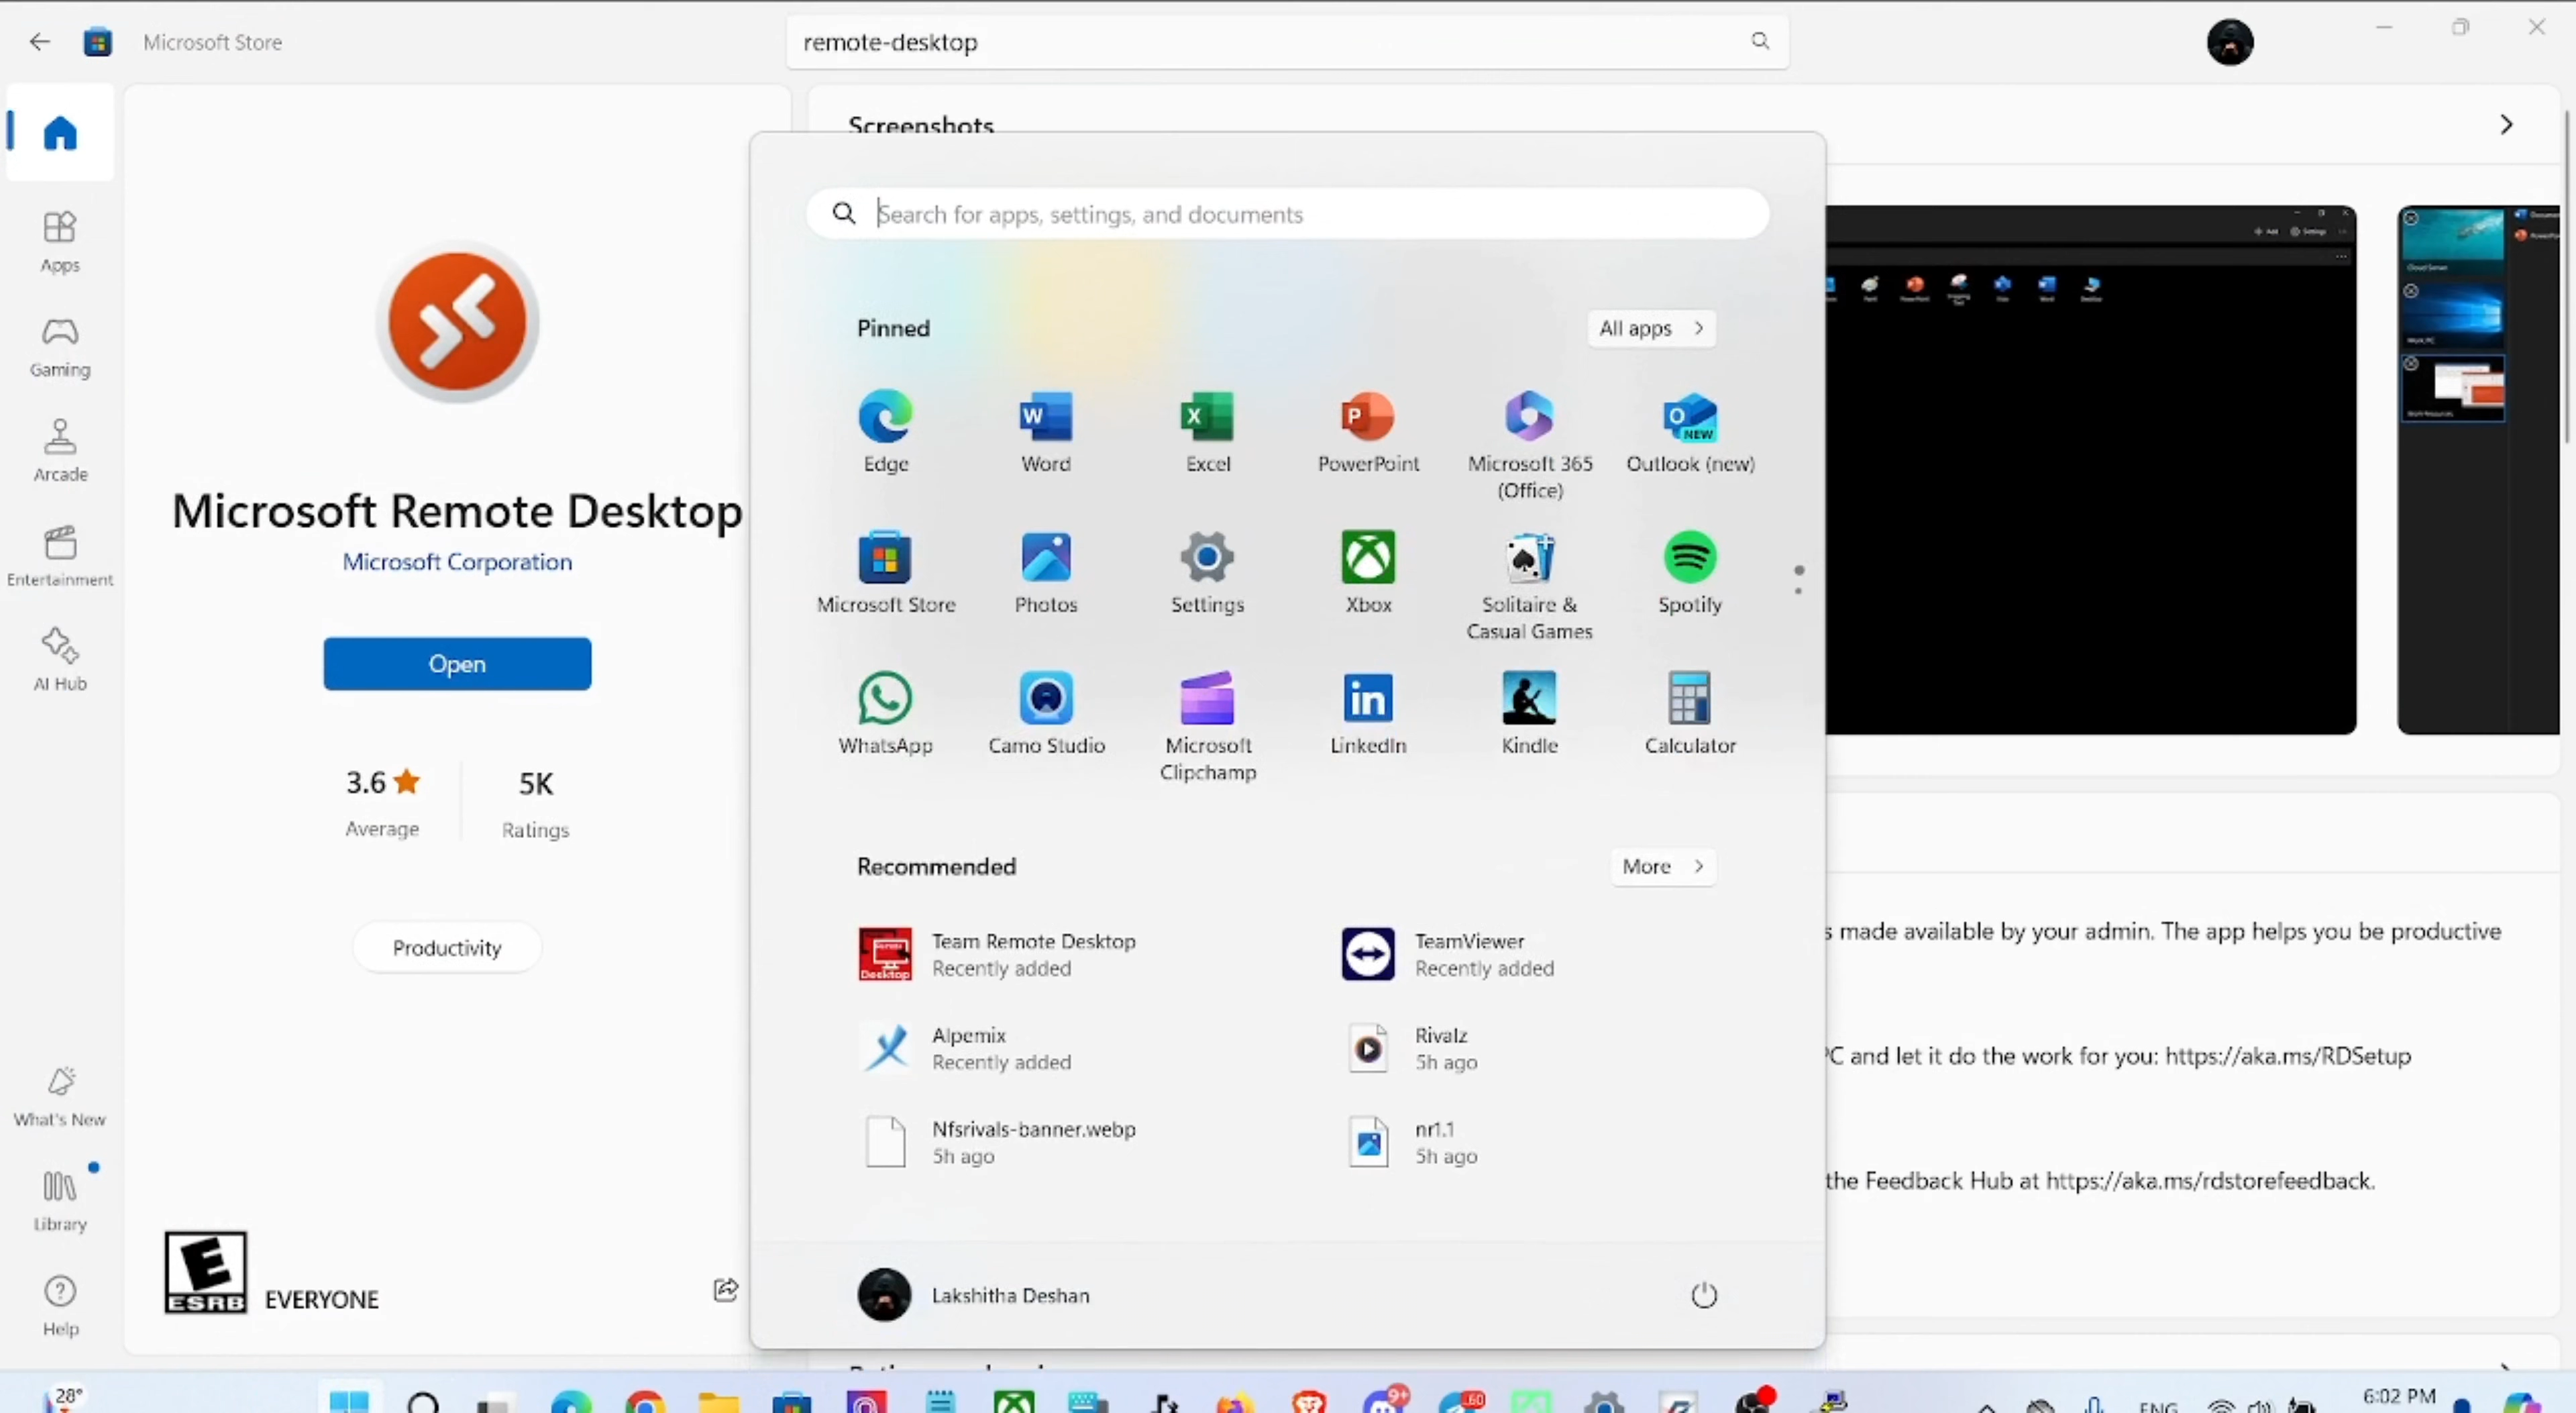 Microsoft Store
remote-desktop
Apps
Gaming
Arcade
Entertainment
AI Hub
What's New
Library
Help
Microsoft Remote Desktop
Microsoft Corporation
Open
3.6
Average
5K
Ratings
Productivity
E
ESRB
EVERYONE
Screenshots
Search for apps, settings, and documents
Pinned
All apps
Edge
Word
Excel
PowerPoint
Microsoft 365
(Office)
Outlook (new)
Microsoft Store
Photos
Settings
Xbox
Solitaire &
Casual Games
Spotify
WhatsApp
Camo Studio
Microsoft
Clipchamp
LinkedIn
Kindle
Calculator
Recommended
More
Team Remote Desktop
Recently added
TeamViewer
Recently added
Alpemix
Recently added
Rivalz
5h ago
Nfsrivals-banner.webp
5h ago
nr1.1
5h ago
Lakshitha Deshan
s made available by your admin. The app helps you be productive
PC and let it do the work for you: https://aka.ms/RDSetup
the Feedback Hub at https://aka.ms/rdstorefeedback.
28°
9+
ENG
6:02 PM